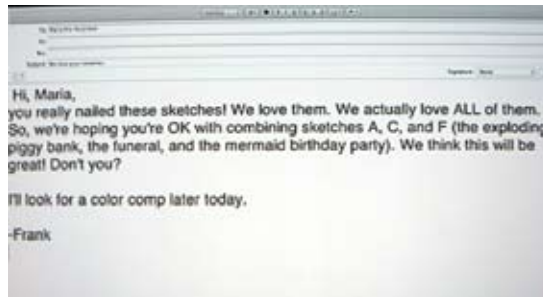 Hi, Maria,
you really nailed these sketches! We love them. We actually love ALL of them.
So, we're hoping you're OK with combining sketches A, C, and F (the exploding
piggy bank, the funeral, and the mermaid birthday party). We think this will be
great! Don't you?
I'll look for a color comp later today.
-Frank